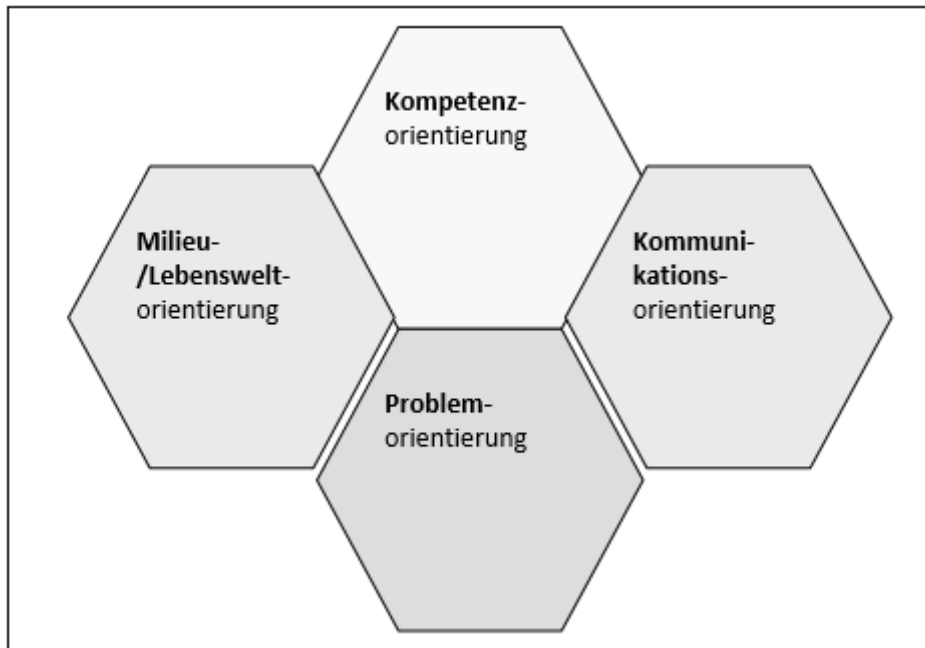 Kompetenz-
orientierung
Milieu-
/Lebenswelt-
orientierung
Kommuni-
kations-
orientierung
Problem-
orientierung